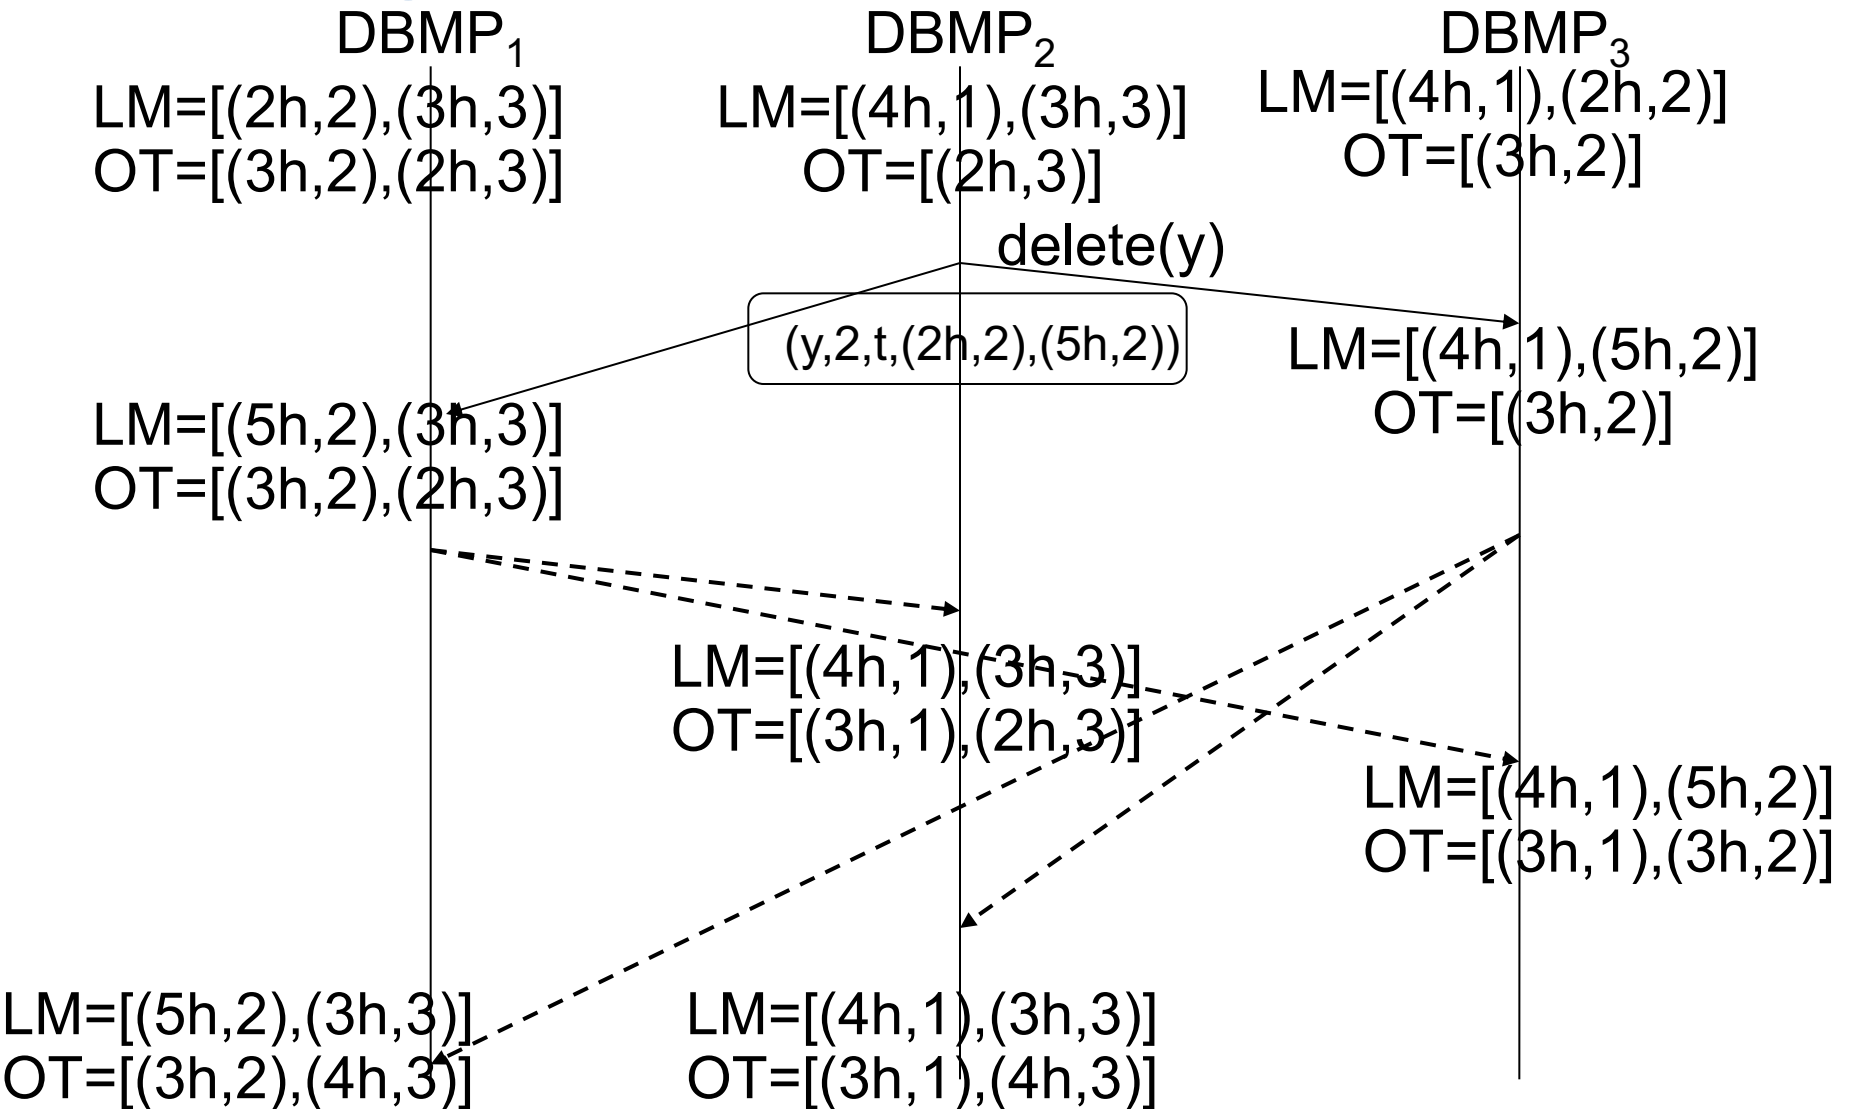 DBMP1
DBMP2
DBMP3
LM=[(2h,2),(3h,3)]
OT=[(3h,2),(2h,3)]
LM=[(4h,1),(3h,3)]
OT=[(2h,3)]
LM=[(4h,1),(2h,2)]
OT=[(3h,2)]
delete(y)
(y,2,t,(2h,2),(5h,2))
LM=[(4h,1),(5h,2)]
OT=[(3h,2)]
LM=[(5h,2),(3h,3)]
OT=[(3h,2),(2h,3)]
LM=[(4h,1),(3h,3)]
OT=[(3h,1),(2h,3)]
LM=[(4h,1),(5h,2)]
OT=[(3h,1),(3h,2)]
LM=[(5h,2),(3h,3)]
OT=[(3h,2),(4h,3)]
LM=[(4h,1),(3h,3)]
OT=[(3h,1),(4h,3)]